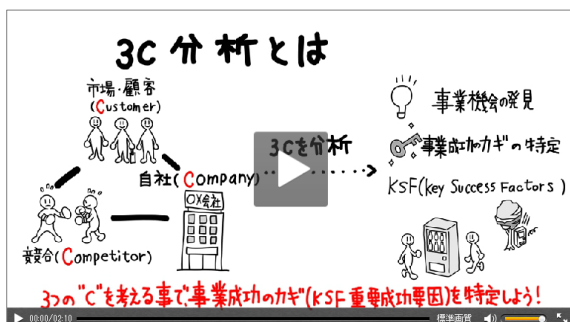 3C分析とは
市場・顧客
(Customer)
自社(Company)
OX会社
競合(Competitor)
3Cを分析
事業機会の発見
事業成功のカギの特定
KSF(Key Success Factors)
3つの"C"を考える事で、事業成功のカギ(KSF 重要成功要因)を特定しよう!
00:00/02:10
標準画質